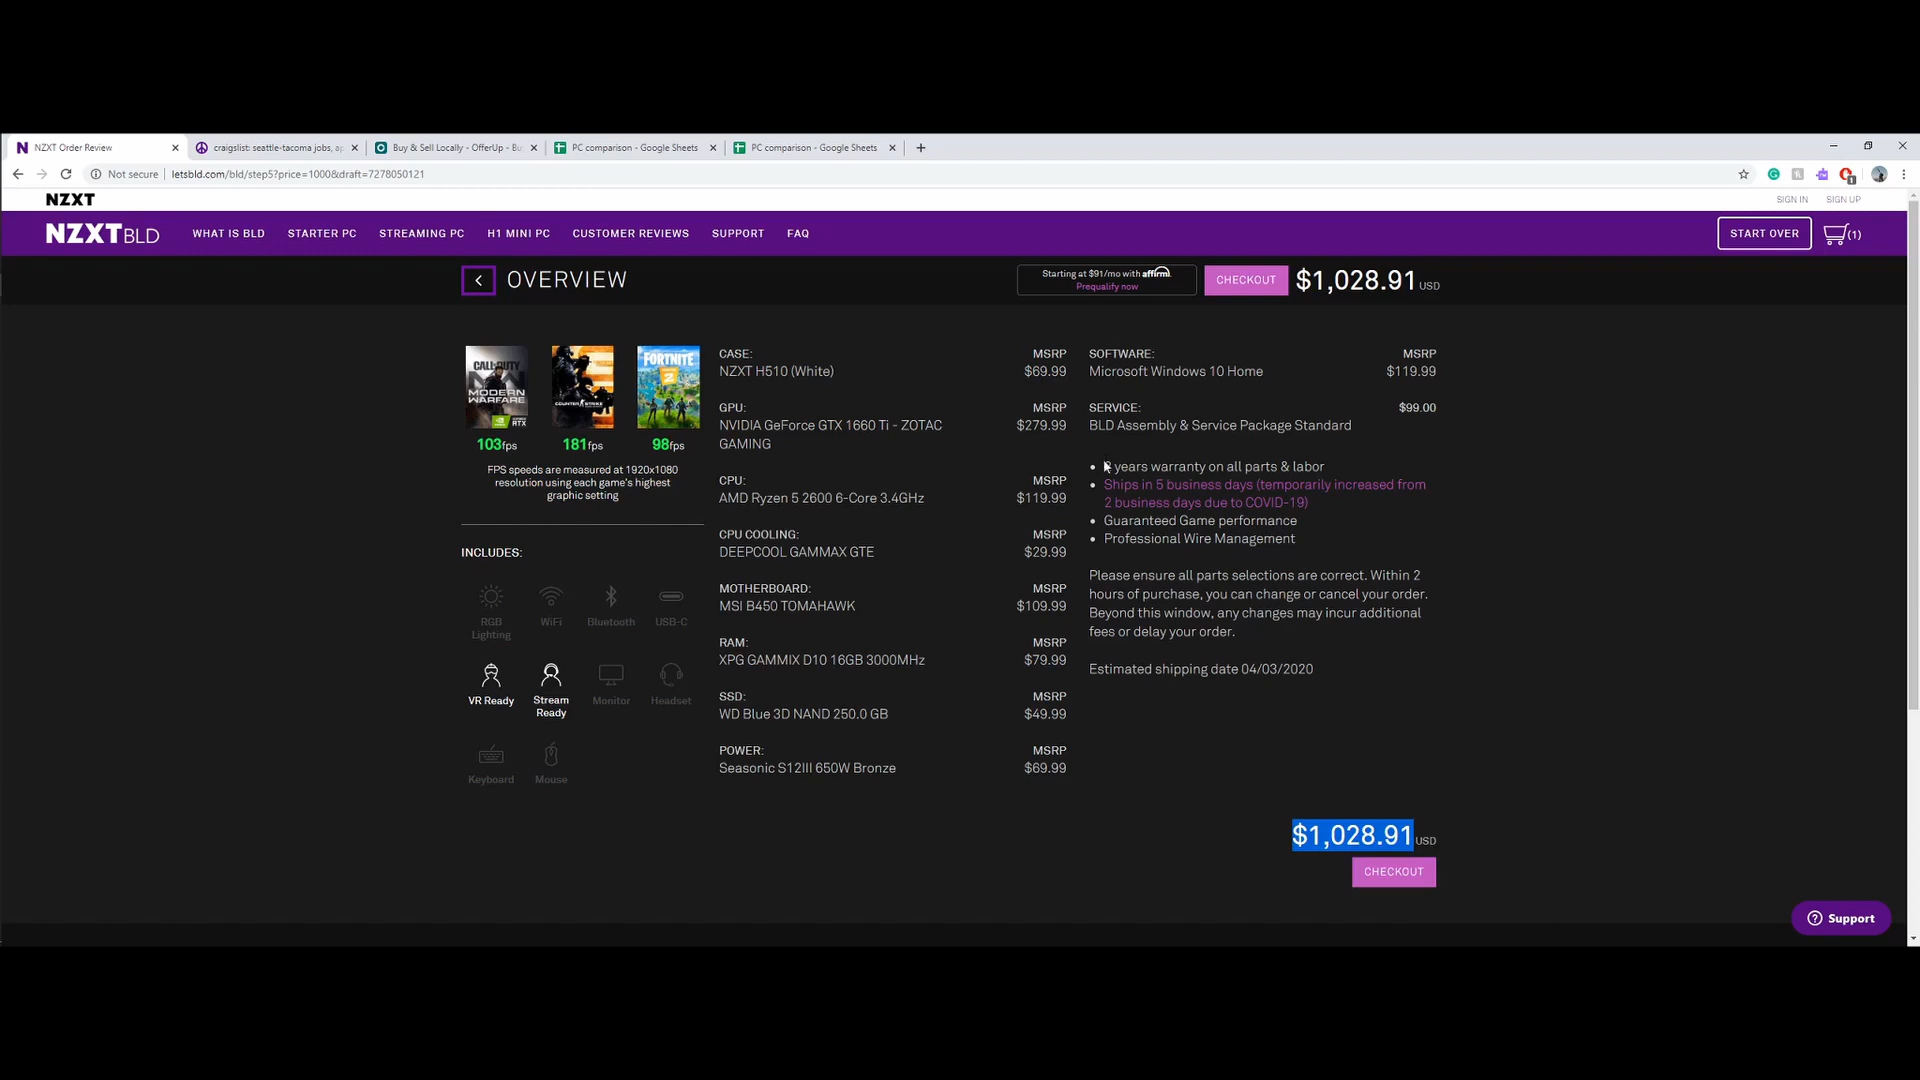 NZXT Order Review
craigslist: seattle-tacoma jobs, ap
Buy & Sell Locally - OfferUp - Bu
PC comparison - Google Sheets
PC comparison - Google Sheets
Not secure
letsbld.com/bld/step5?price=1000&draft=7278050121
NZXT
SIGN IN
SIGN UP
NZXT BLD
WHAT IS BLD
STARTER PC
STREAMING PC
H1 MINI PC
CUSTOMER REVIEWS
SUPPORT
FAQ
START OVER
(1)
OVERVIEW
Starting at $91/mo with affirm
Prequalify now
CHECKOUT
$1,028.91 USD
CALL OF DUTY
MODERN
WARFARE
COUNTER STRIKE
FORTNITE
2
103fps
181fps
98fps
FPS speeds are measured at 1920x1080
resolution using each game's highest
graphic setting
INCLUDES:
RGB
Lighting
WiFi
Bluetooth
USB-C
VR Ready
Stream
Ready
Monitor
Headset
Keyboard
Mouse
CASE:
MSRP
NZXT H510 (White)
$69.99
GPU:
MSRP
NVIDIA GeForce GTX 1660 Ti - ZOTAC
GAMING
$279.99
CPU:
MSRP
AMD Ryzen 5 2600 6-Core 3.4GHz
$119.99
CPU COOLING:
MSRP
DEEPCOOL GAMMAX GTE
$29.99
MOTHERBOARD:
MSRP
MSI B450 TOMAHAWK
$109.99
RAM:
MSRP
XPG GAMMIX D10 16GB 3000MHz
$79.99
SSD:
MSRP
WD Blue 3D NAND 250.0 GB
$49.99
POWER:
MSRP
Seasonic S12III 650W Bronze
$69.99
SOFTWARE:
MSRP
Microsoft Windows 10 Home
$119.99
SERVICE:
$99.00
BLD Assembly & Service Package Standard
years warranty on all parts & labor
Ships in 5 business days (temporarily increased from
2 business days due to COVID-19)
Guaranteed Game performance
Professional Wire Management
Please ensure all parts selections are correct. Within 2
hours of purchase, you can change or cancel your order.
Beyond this window, any changes may incur additional
fees or delay your order.
Estimated shipping date 04/03/2020
$1,028.91 USD
CHECKOUT
Support